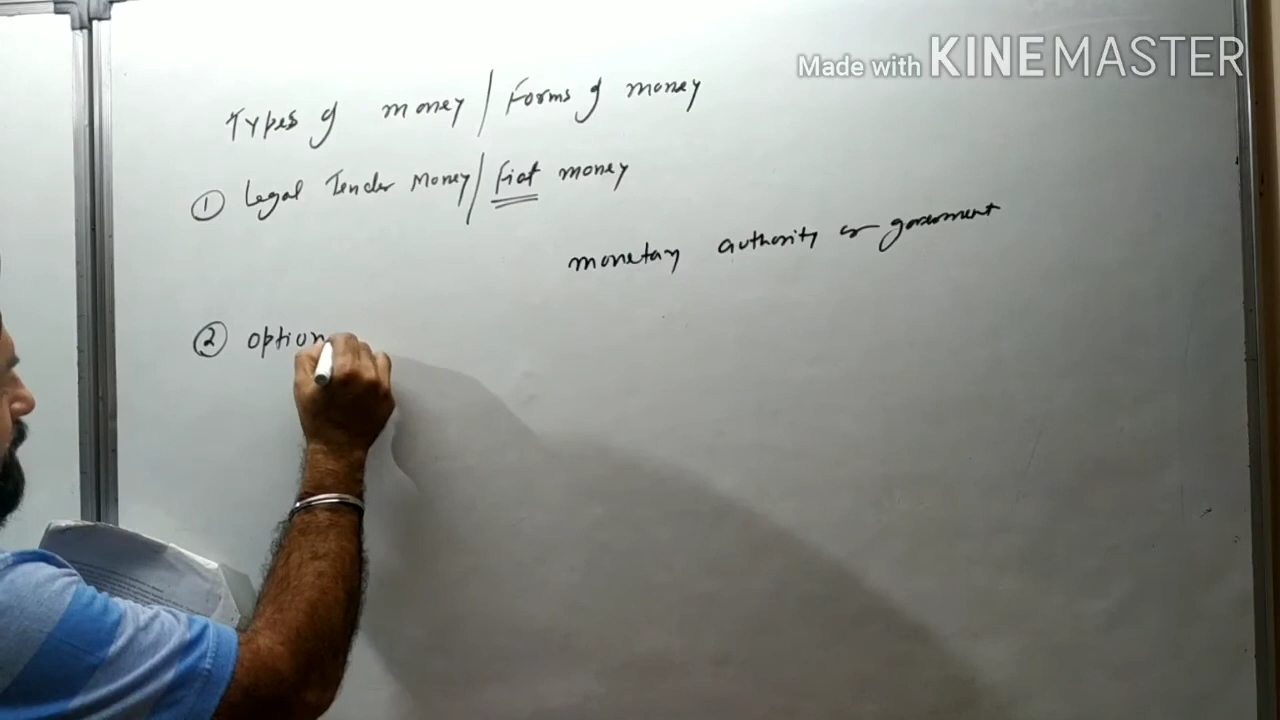 Made with KINEMASTER
Types of money / Forms of money
① Legal Tender Money / Fiat money
monetary authority or government
② option